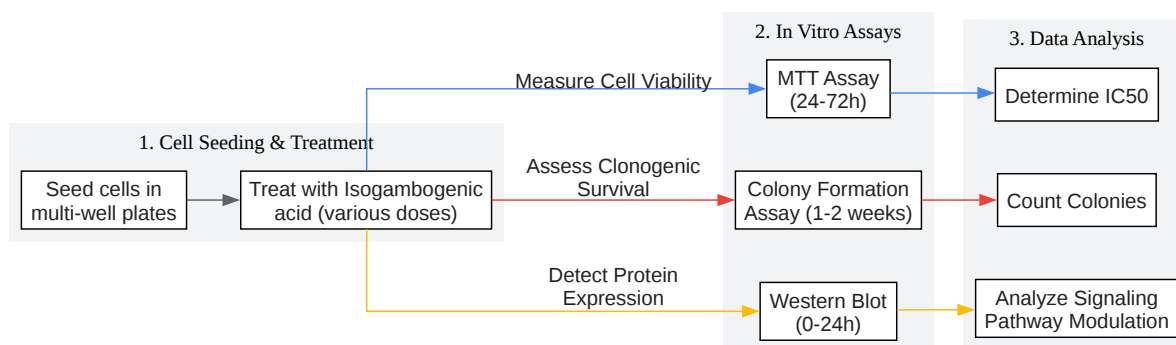 1. Cell Seeding & Treatment
Seed cells in
multi-well plates
Treat with Isogambogenic
acid (various doses)
Measure Cell Viability
Assess Clonogenic
Survival
Detect Protein
Expression
2. In Vitro Assays
MTT Assay
(24-72h)
Colony Formation
Assay (1-2 weeks)
Western Blot
(0-24h)
3. Data Analysis
Determine IC50
Count Colonies
Analyze Signaling
Pathway Modulation